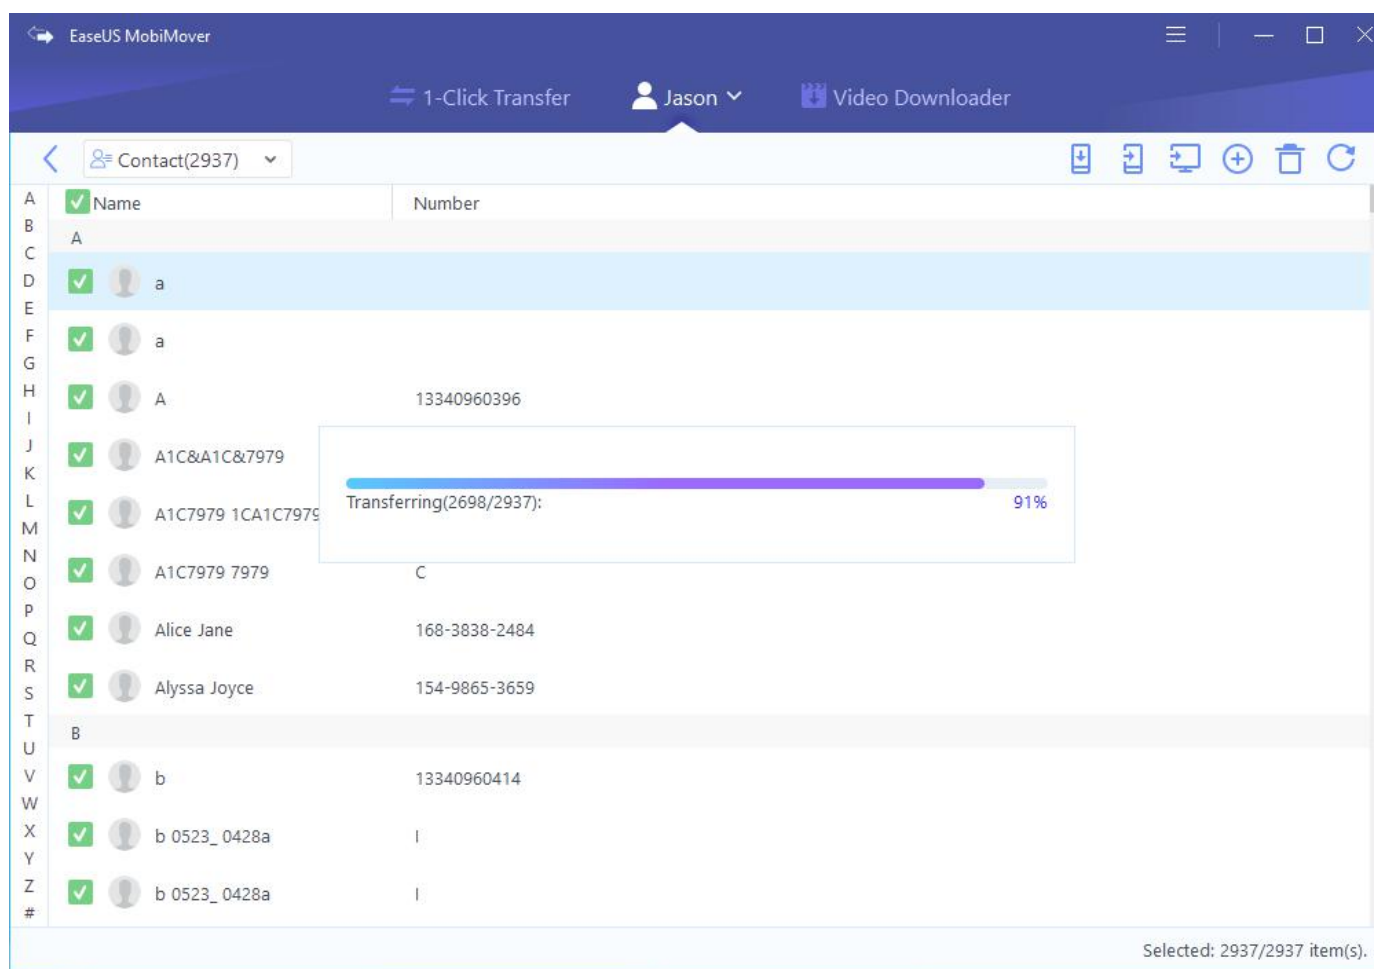 EaseUS MobiMover
1-Click Transfer Jason Video Downloader
Contact(2937)
A
B
C
D
E
F
G
H
I
J
K
L
M
N
O
P
Q
R
S
T
U
V
W
X
Y
Z
#
Name Number
A
a
a
A 13340960396
A1C&A1C&7979
A1C7979 1CA1C7979
A1C7979 7979 C
Transferring(2698/2937): 91%
Alice Jane 168-3838-2484
Alyssa Joyce 154-9865-3659
B
b 13340960414
b 0523_ 0428a I
b 0523_ 0428a I
Selected: 2937/2937 item(s).